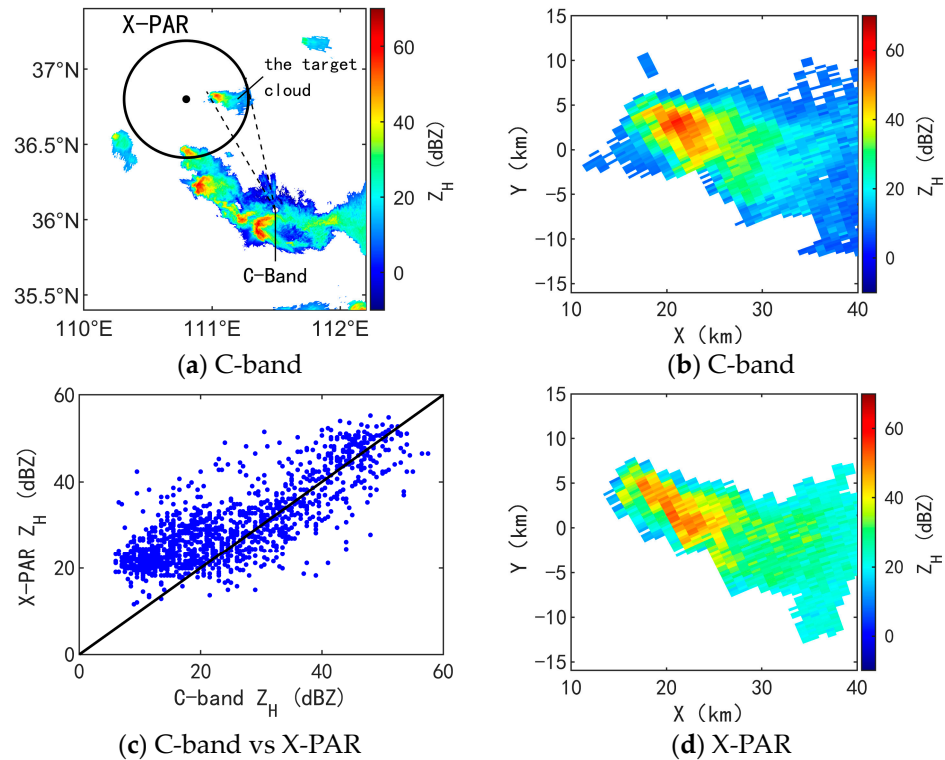 X-PAR
the target
cloud
C-Band
37°N
36.5°N
36°N
35.5°N
110°E
111°E
112°E
60
40
20
0
Z_H (dBZ)
(a) C-band
15
10
5
0
−5
−10
−15
Y (km)
10
20
30
40
X (km)
60
40
20
0
Z_H (dBZ)
(b) C-band
60
40
20
0
X-PAR Z_H (dBZ)
0
20
40
60
C-band Z_H (dBZ)
(c) C-band vs X-PAR
15
10
5
0
−5
−10
−15
Y (km)
10
20
30
40
X (km)
60
40
20
0
Z_H (dBZ)
(d) X-PAR